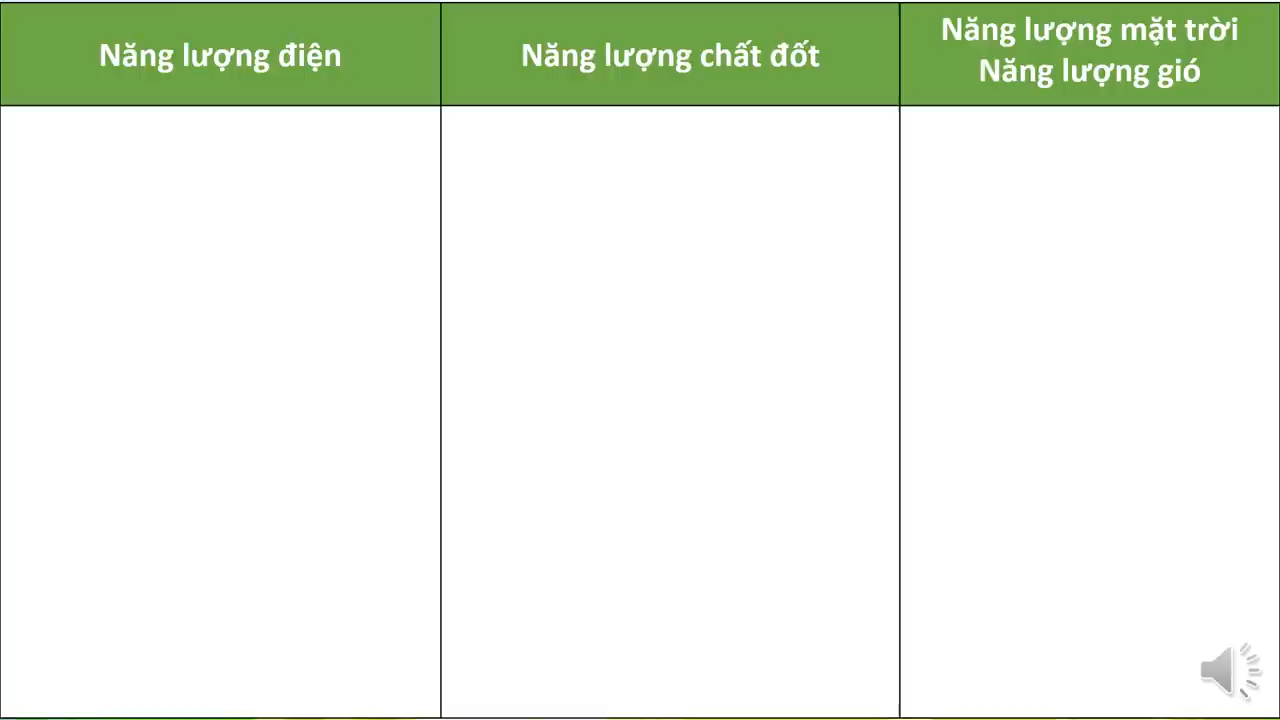 Năng lượng điện
Năng lượng chất đốt
Năng lượng mặt trời
Năng lượng gió